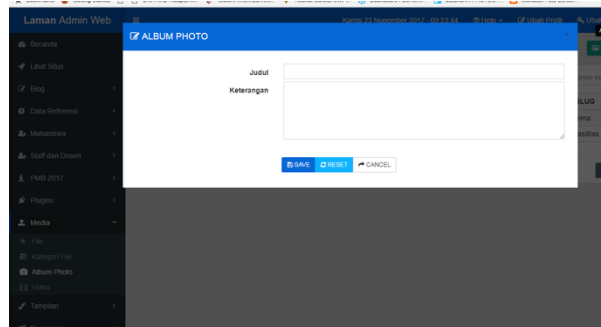 Laman Admin Web
Kamis 23 Nopember 2017 - 09:23:44
Help
Ubah Profil
ALBUM PHOTO
×
Beranda
Lihat Situs
Blog
Data Referensi
Mahasiswa
Staff dan Dosen
PMB 2017
Plugins
Media
File
Kategori File
Album Photo
Video
Tampilan
Judul
Keterangan
SAVE
RESET
CANCEL
SLUG